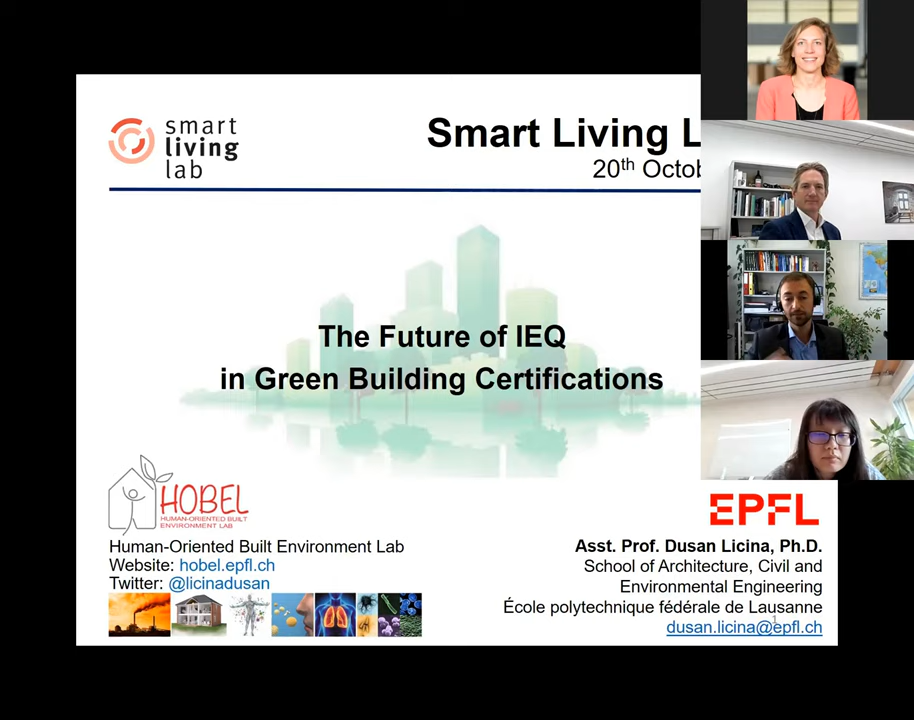 smart
living
lab
Smart Living L
20th Octob
The Future of IEQ
in Green Building Certifications
HOBEL
HUMAN-ORIENTED BUILT
ENVIRONMENT LAB
Human-Oriented Built Environment Lab
Website: hobel.epfl.ch
Twitter: @licinadusan
EPFL
Asst. Prof. Dusan Licina, Ph.D.
School of Architecture, Civil and
Environmental Engineering
École polytechnique fédérale de Lausanne
dusan.licina@epfl.ch
1